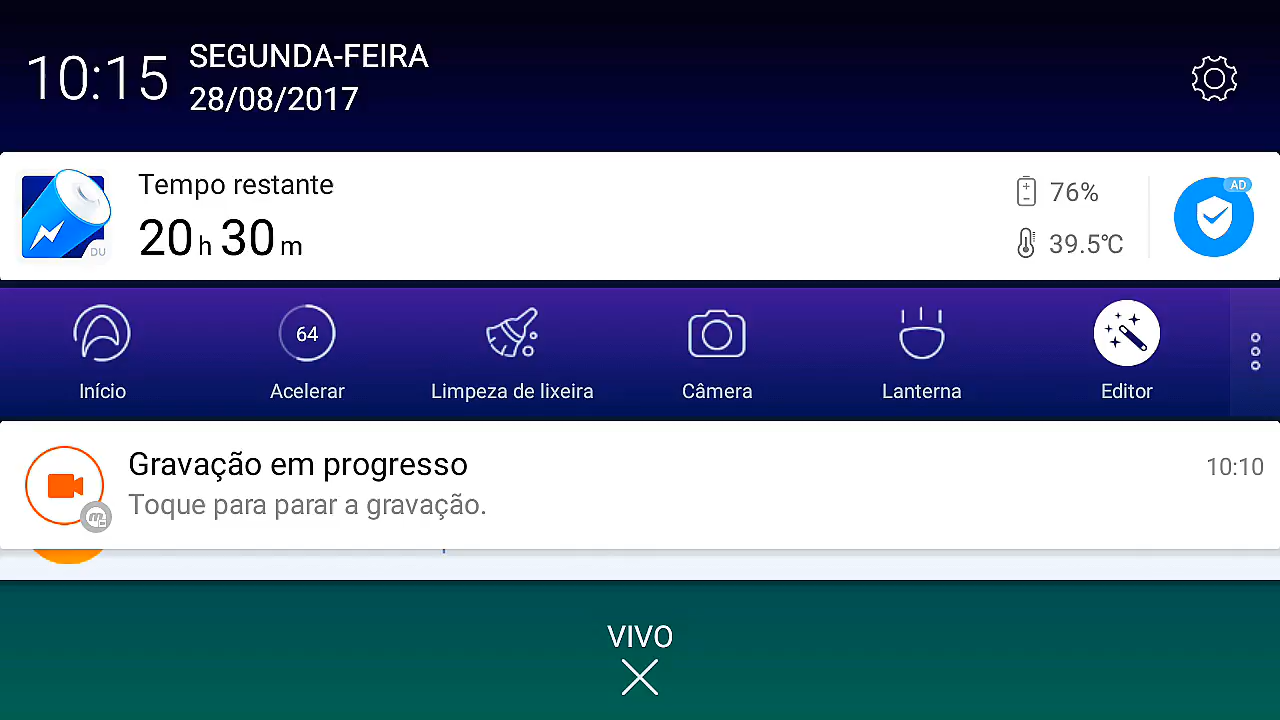 10:15
SEGUNDA-FEIRA
28/08/2017
Tempo restante
20 h 30 m
76%
39.5℃
AD
DU
64
Início
Acelerar
Limpeza de lixeira
Câmera
Lanterna
Editor
Gravação em progresso
10:10
Toque para parar a gravação.
m
VIVO